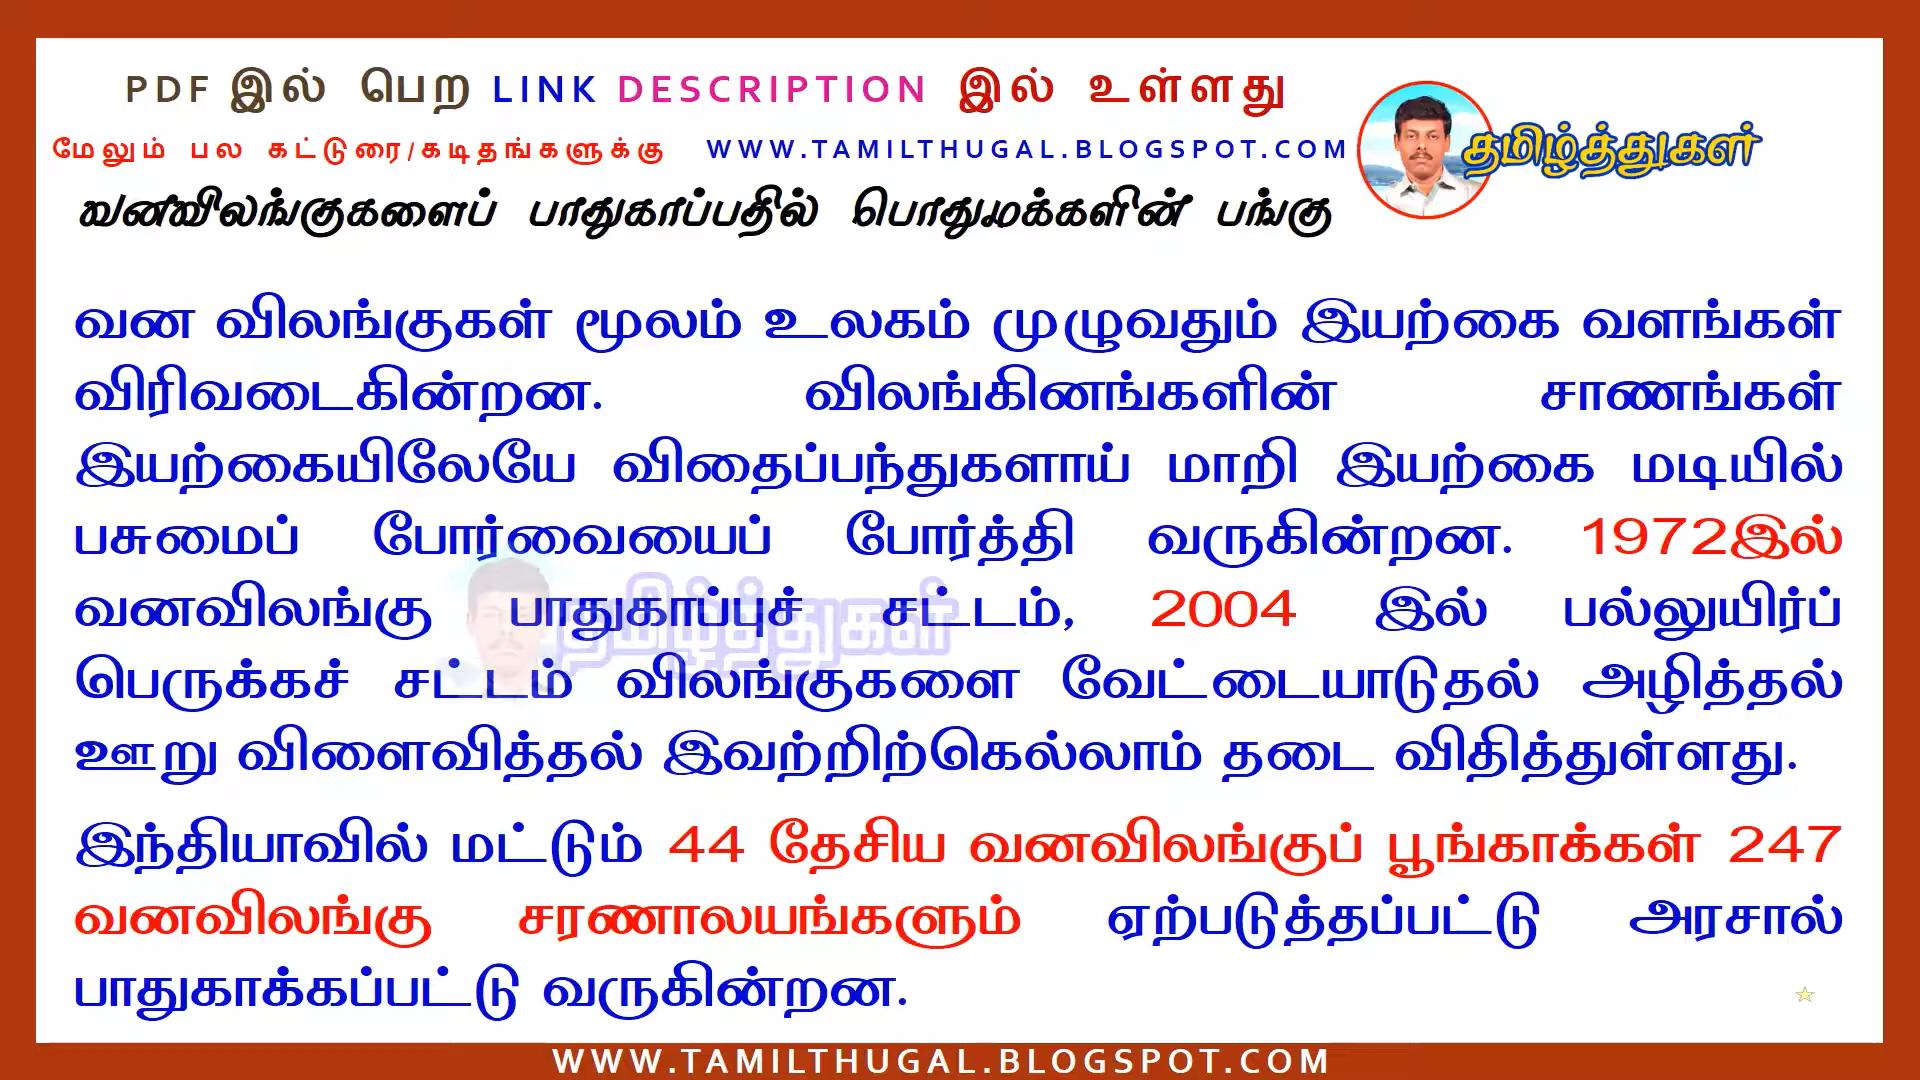 PDF இல் பெற LINK DESCRIPTION இல் உள்ளது
மேலும் பல கட்டுரை/கடிதங்களுக்கு WWW.TAMILTHUGAL.BLOGSPOT.COM
தமிழ்த்துகள்
வனவிலங்குகளைப் பாதுகாப்பதில் பொதுமக்களின் பங்கு
வன விலங்குகள் மூலம் உலகம் முழுவதும் இயற்கை வளங்கள்
விரிவடைகின்றன. விலங்கினங்களின் சாணங்கள்
இயற்கையிலேயே விதைப்பந்துகளாய் மாறி இயற்கை மடியில்
பசுமைப் போர்வையைப் போர்த்தி வருகின்றன. 1972இல்
வனவிலங்கு பாதுகாப்புச் சட்டம், 2004 இல் பல்லுயிர்ப்
பெருக்கச் சட்டம் விலங்குகளை வேட்டையாடுதல் அழித்தல்
ஊறு விளைவித்தல் இவற்றிற்கெல்லாம் தடை விதித்துள்ளது.
தமிழ்த்துகள்
இந்தியாவில் மட்டும் 44 தேசிய வனவிலங்குப் பூங்காக்கள் 247
வனவிலங்கு சரணாலயங்களும் ஏற்படுத்தப்பட்டு அரசால்
பாதுகாக்கப்பட்டு வருகின்றன.
WWW.TAMILTHUGAL.BLOGSPOT.COM